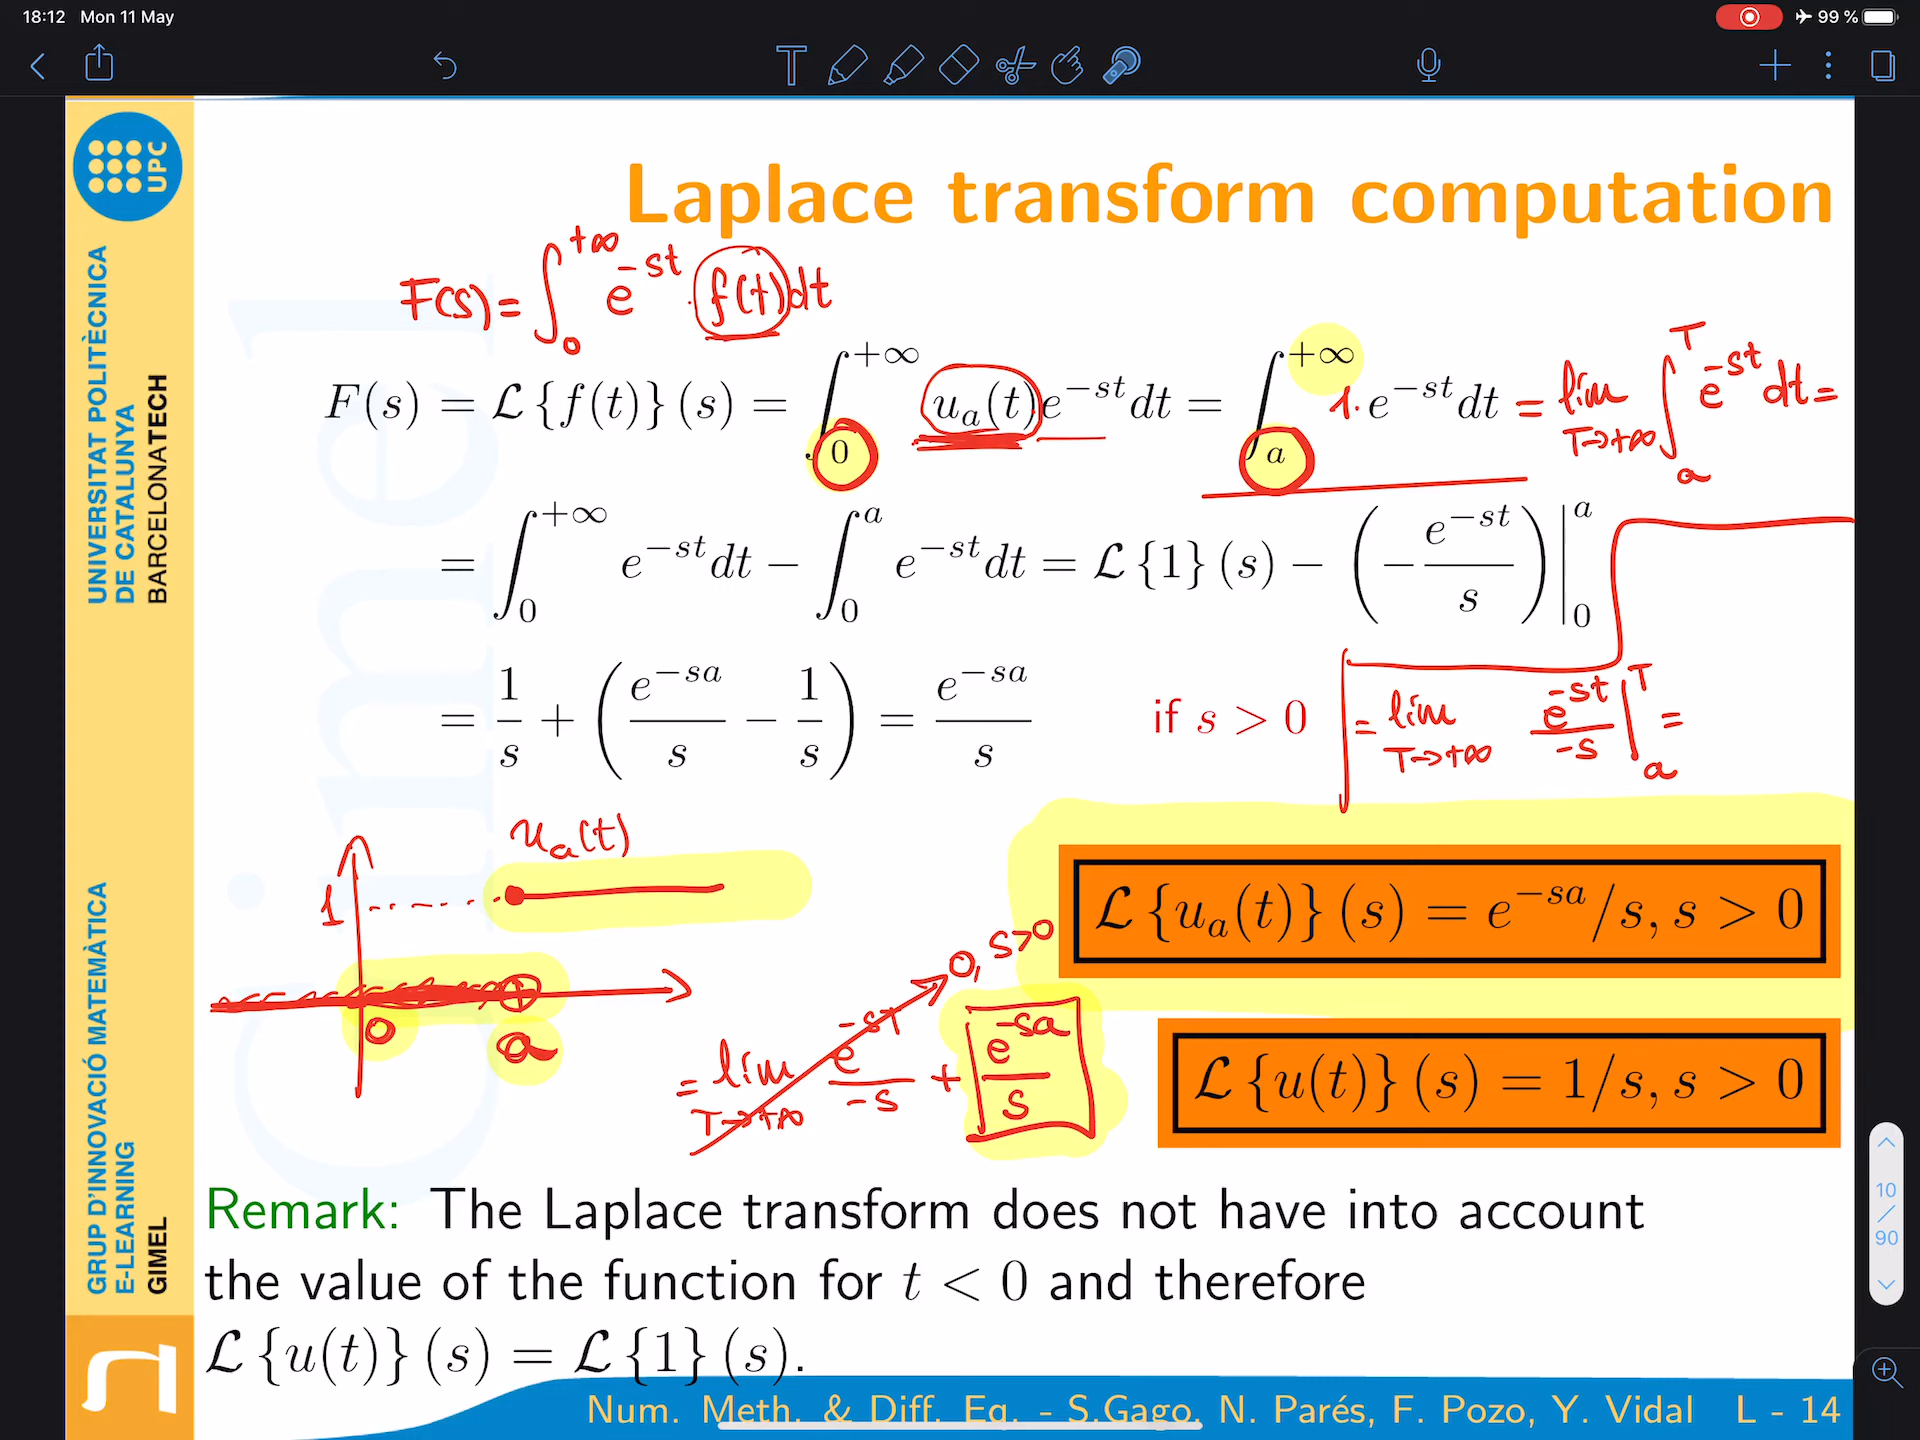 18:12 Mon 11 May
99 %
UPC
UNIVERSITAT POLITÈCNICA
DE CATALUNYA
BARCELONATECH
GRUP D'INNOVACIÓ MATEMÀTICA
E-LEARNING
GIMEL
Gimel
Laplace transform computation
F(s) = ∫₀^{+∞} e^{-st} · f(t) dt
F(s) = ℒ {f(t)} (s) = ∫₀^{+∞} u_a(t) e^{-st} dt = ∫_a^{+∞} 1· e^{-st} dt = lim_{T→+∞} ∫_a^T e^{-st} dt =
= ∫₀^{+∞} e^{-st} dt − ∫₀^a e^{-st} dt = ℒ {1} (s) − (− e^{-st}/s)|₀^a
= 1/s + (e^{-sa}/s − 1/s) = e^{-sa}/s if s > 0
= lim_{T→+∞} e^{-st}/-s |_a^T =
u_a(t)
1
0
a
= lim_{T→+∞} e^{-sT}/-s + e^{-sa}/s
0, s>0
ℒ {u_a(t)} (s) = e^{-sa}/s, s > 0
ℒ {u(t)} (s) = 1/s, s > 0
Remark: The Laplace transform does not have into account
the value of the function for t < 0 and therefore
ℒ {u(t)} (s) = ℒ {1} (s).
Num. Meth. & Diff. Eq. - S.Gago, N. Parés, F. Pozo, Y. Vidal L - 14
10
/
90